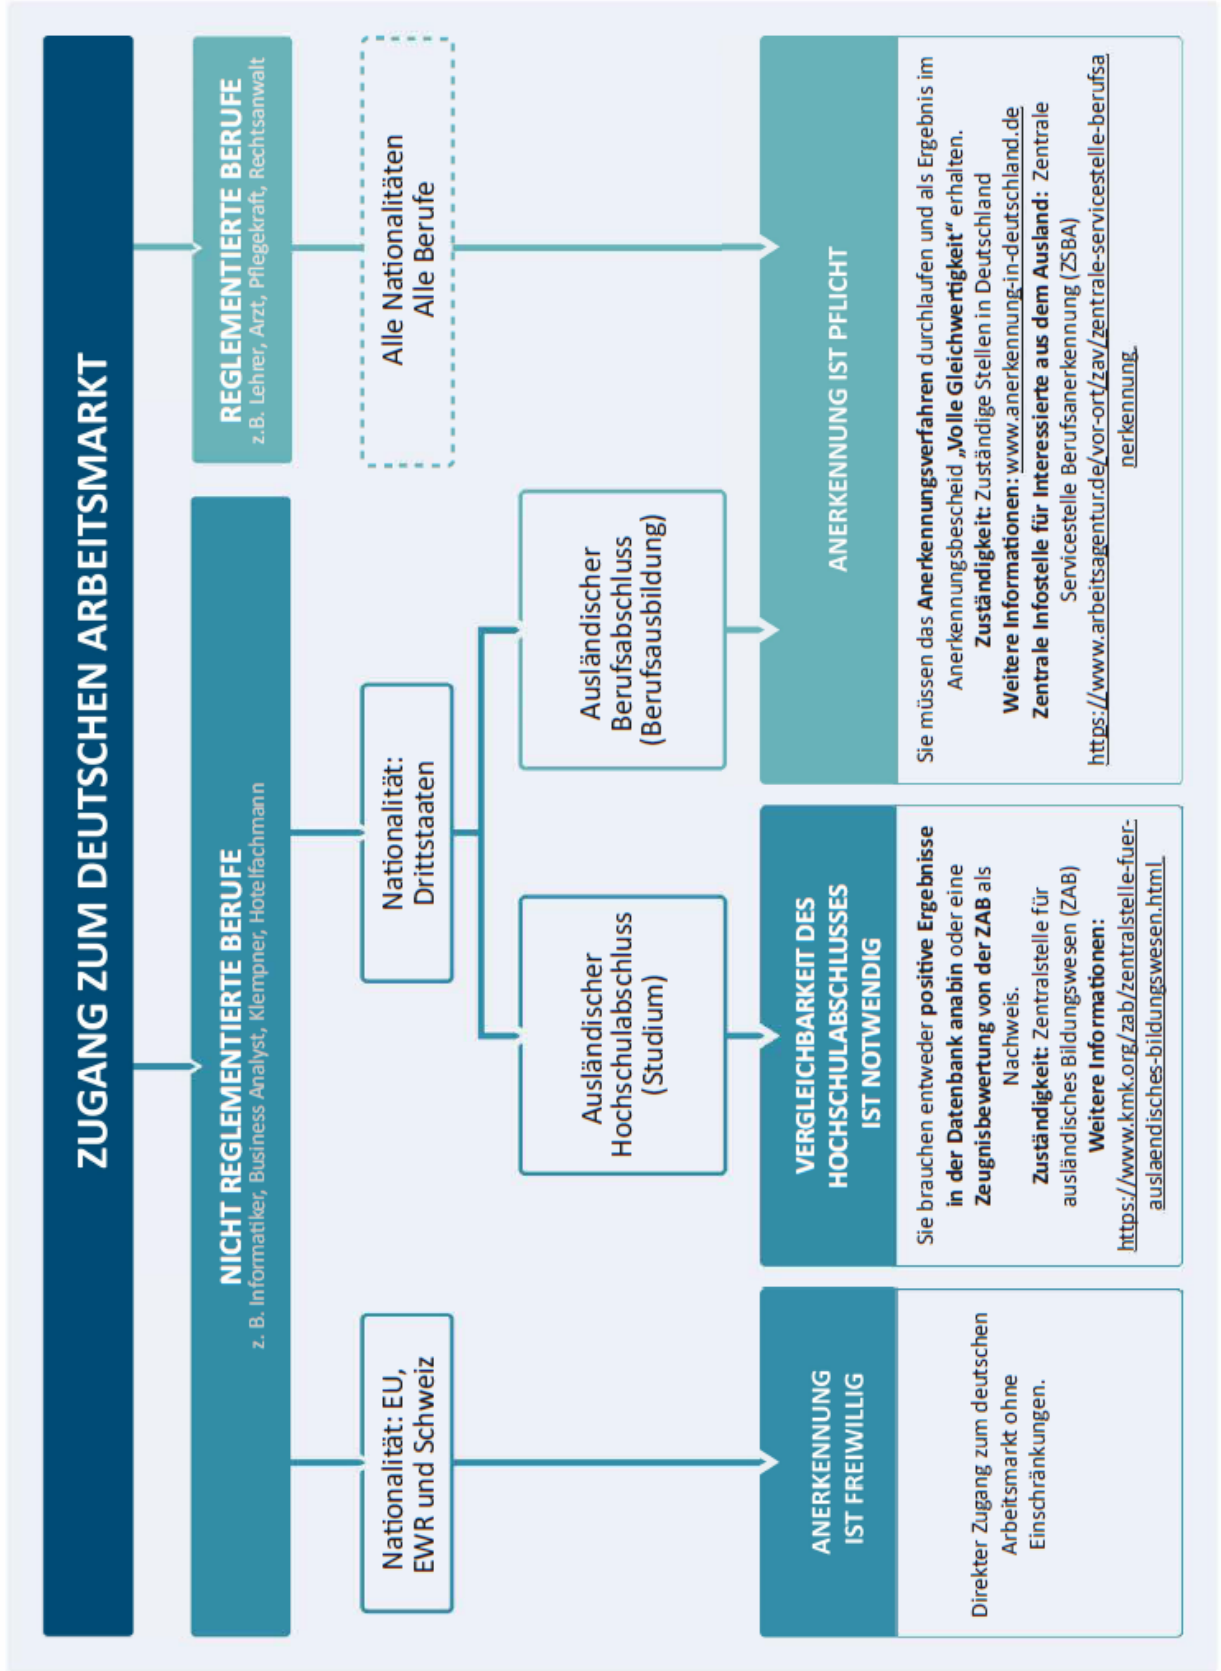 ZUGANG ZUM DEUTSCHEN ARBEITSMARKT
NICHT REGLEMENTIERTE BERUFE
z. B. Informatiker, Business Analyst, Klempner, Hotelfachmann
REGLEMENTIERTE BERUFE
z.B. Lehrer, Arzt, Pflegekraft, Rechtsanwalt
Nationalität: EU,
EWR und Schweiz
Nationalität:
Drittstaaten
Alle Nationalitäten
Alle Berufe
Ausländischer
Hochschulabschluss
(Studium)
Ausländischer
Berufsabschluss
(Berufsausbildung)
ANERKENNUNG
IST FREIWILLIG
Direkter Zugang zum deutschen
Arbeitsmarkt ohne
Einschränkungen.
VERGLEICHBARKEIT DES
HOCHSCHULABSCHLUSSES
IST NOTWENDIG
Sie brauchen entweder positive Ergebnisse
in der Datenbank anabin oder eine
Zeugnisbewertung von der ZAB als
Nachweis.
Zuständigkeit: Zentralstelle für
ausländisches Bildungswesen (ZAB)
Weitere Informationen:
https://www.kmk.org/zab/zentralstelle-fuer-
auslaendisches-bildungswesen.html
ANERKENNUNG IST PFLICHT
Sie müssen das Anerkennungsverfahren durchlaufen und als Ergebnis im
Anerkennungsbescheid „Volle Gleichwertigkeit“ erhalten.
Zuständigkeit: Zuständige Stellen in Deutschland
Weitere Informationen: www.anerkennung-in-deutschland.de
Zentrale Infostelle für Interessierte aus dem Ausland: Zentrale
Servicestelle Berufsanerkennung (ZSBA)
https://www.arbeitsagentur.de/vor-ort/zav/zentrale-servicestelle-berufsa
nerkennung